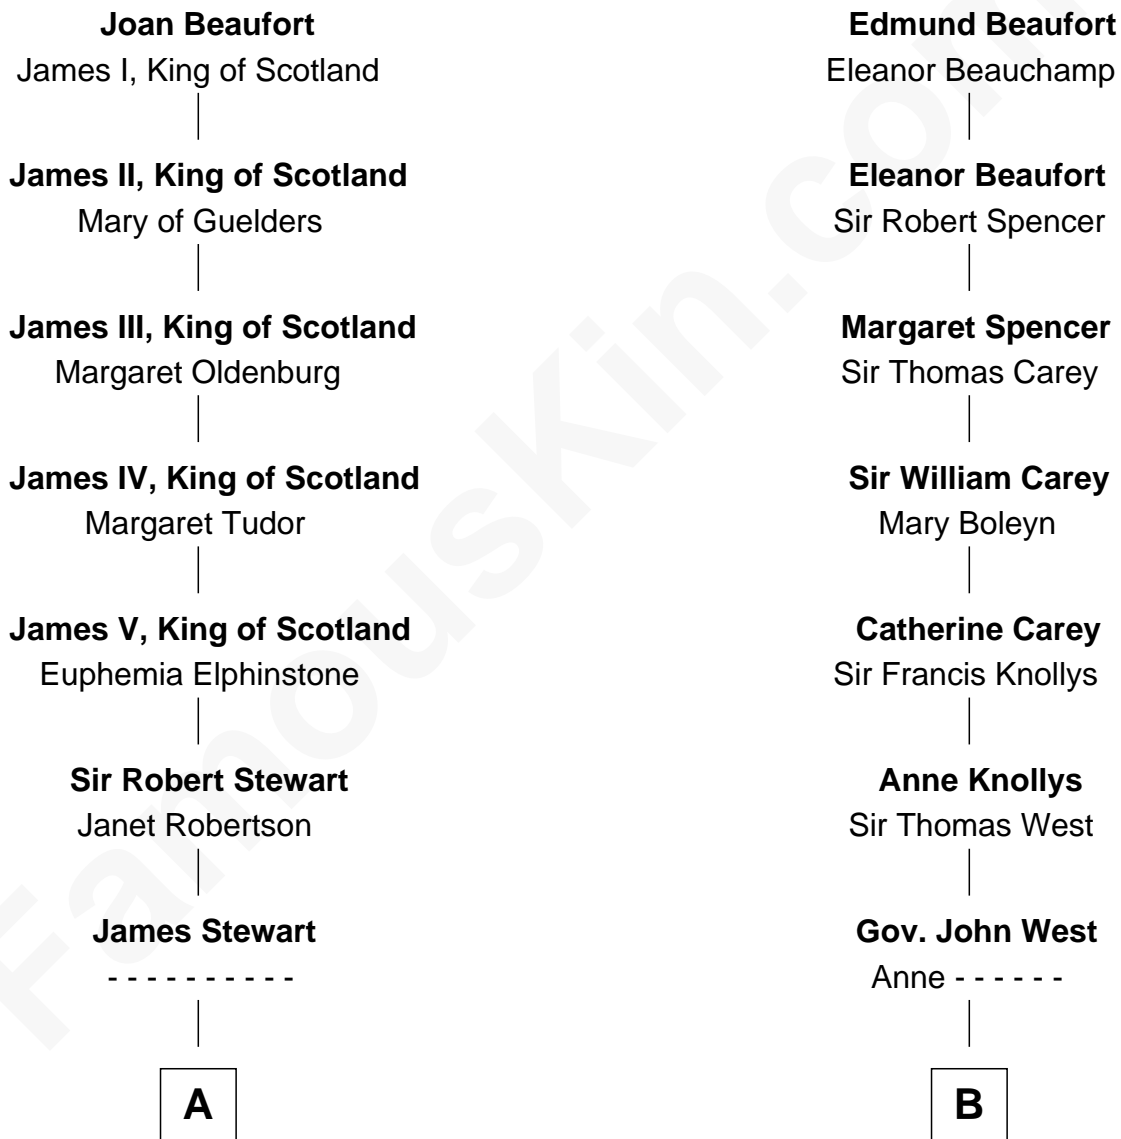 Joan Beaufort
James I, King of Scotland
James II, King of Scotland
Mary of Guelders
James III, King of Scotland
Margaret Oldenburg
James IV, King of Scotland
Margaret Tudor
James V, King of Scotland
Euphemia Elphinstone
Sir Robert Stewart
Janet Robertson
James Stewart
- - - - - - - - - -
A
Edmund Beaufort
Eleanor Beauchamp
Eleanor Beaufort
Sir Robert Spencer
Margaret Spencer
Sir Thomas Carey
Sir William Carey
Mary Boleyn
Catherine Carey
Sir Francis Knollys
Anne Knollys
Sir Thomas West
Gov. John West
Anne - - - - - -
B
FamousKin.com